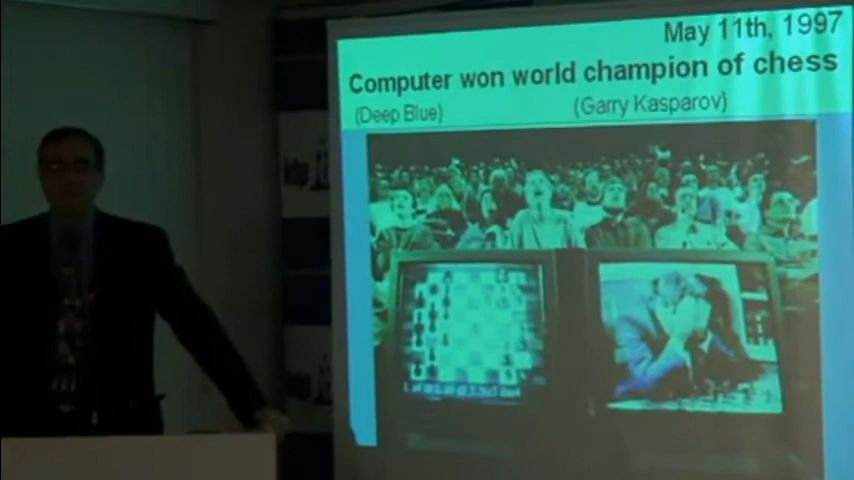 May 11th, 1997
Computer won world champion of chess
(Deep Blue) (Garry Kasparov)